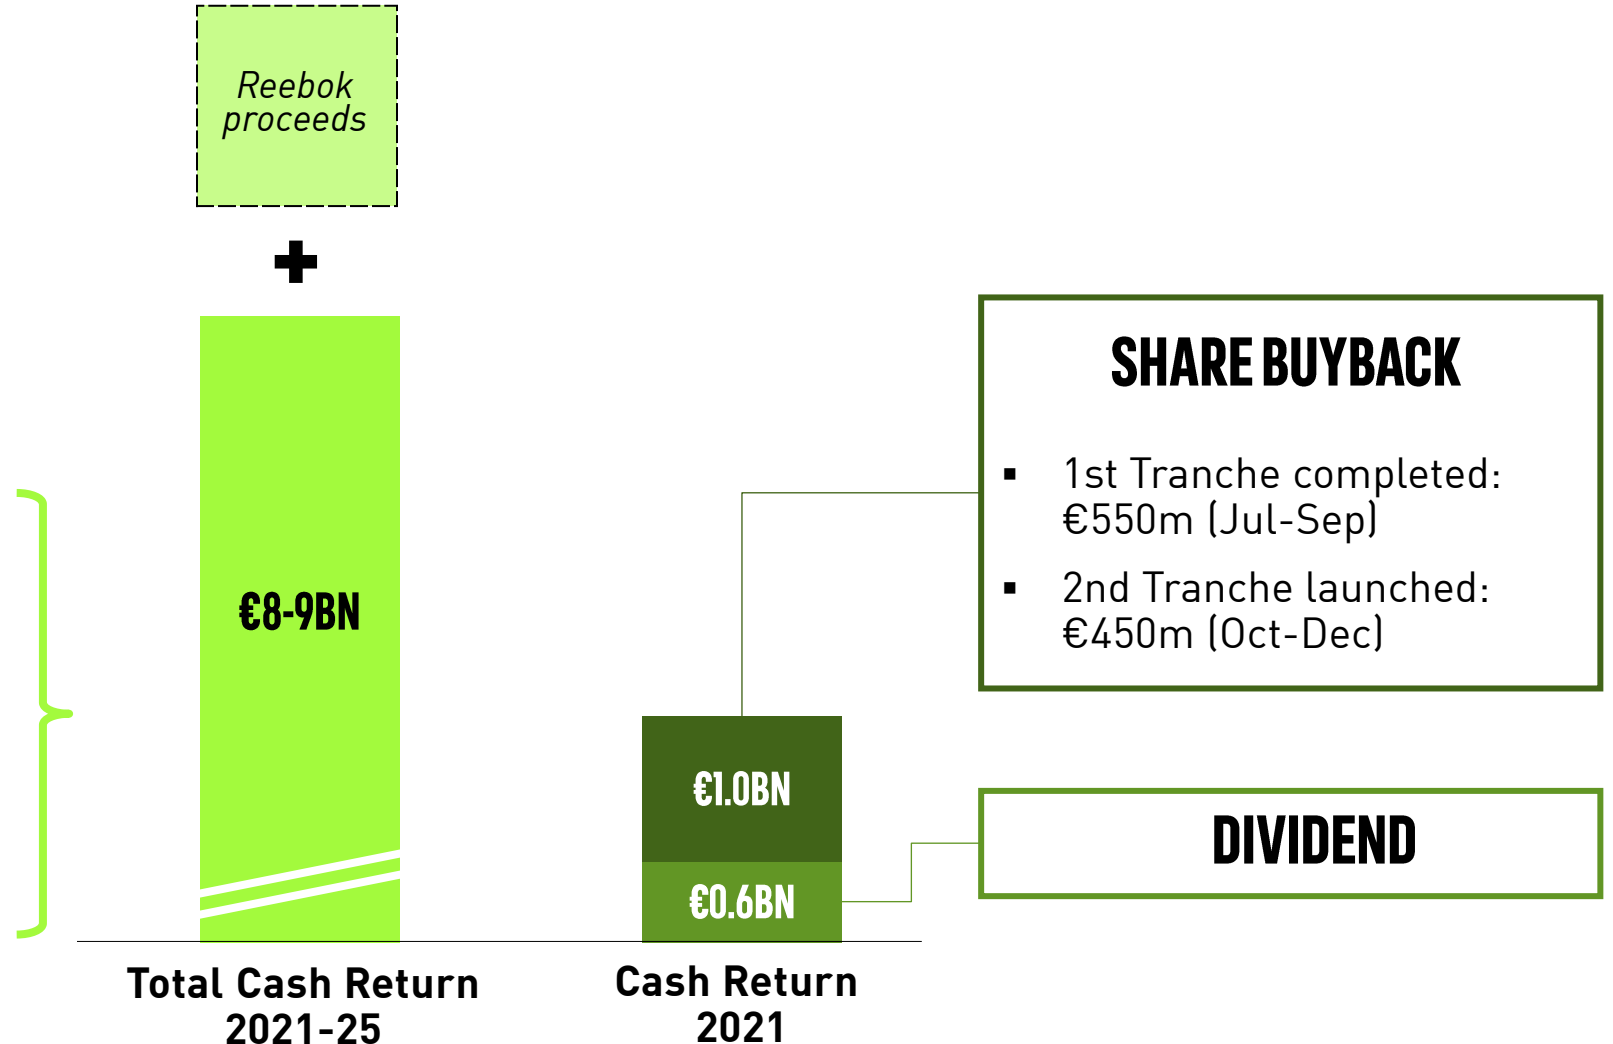 Reebok
proceeds
+
€8-9BN
Total Cash Return
2021-25
€1.0BN
€0.6BN
Cash Return
2021
SHARE BUYBACK
▪ 1st Tranche completed:
€550m (Jul-Sep)
▪ 2nd Tranche launched:
€450m (Oct-Dec)
DIVIDEND